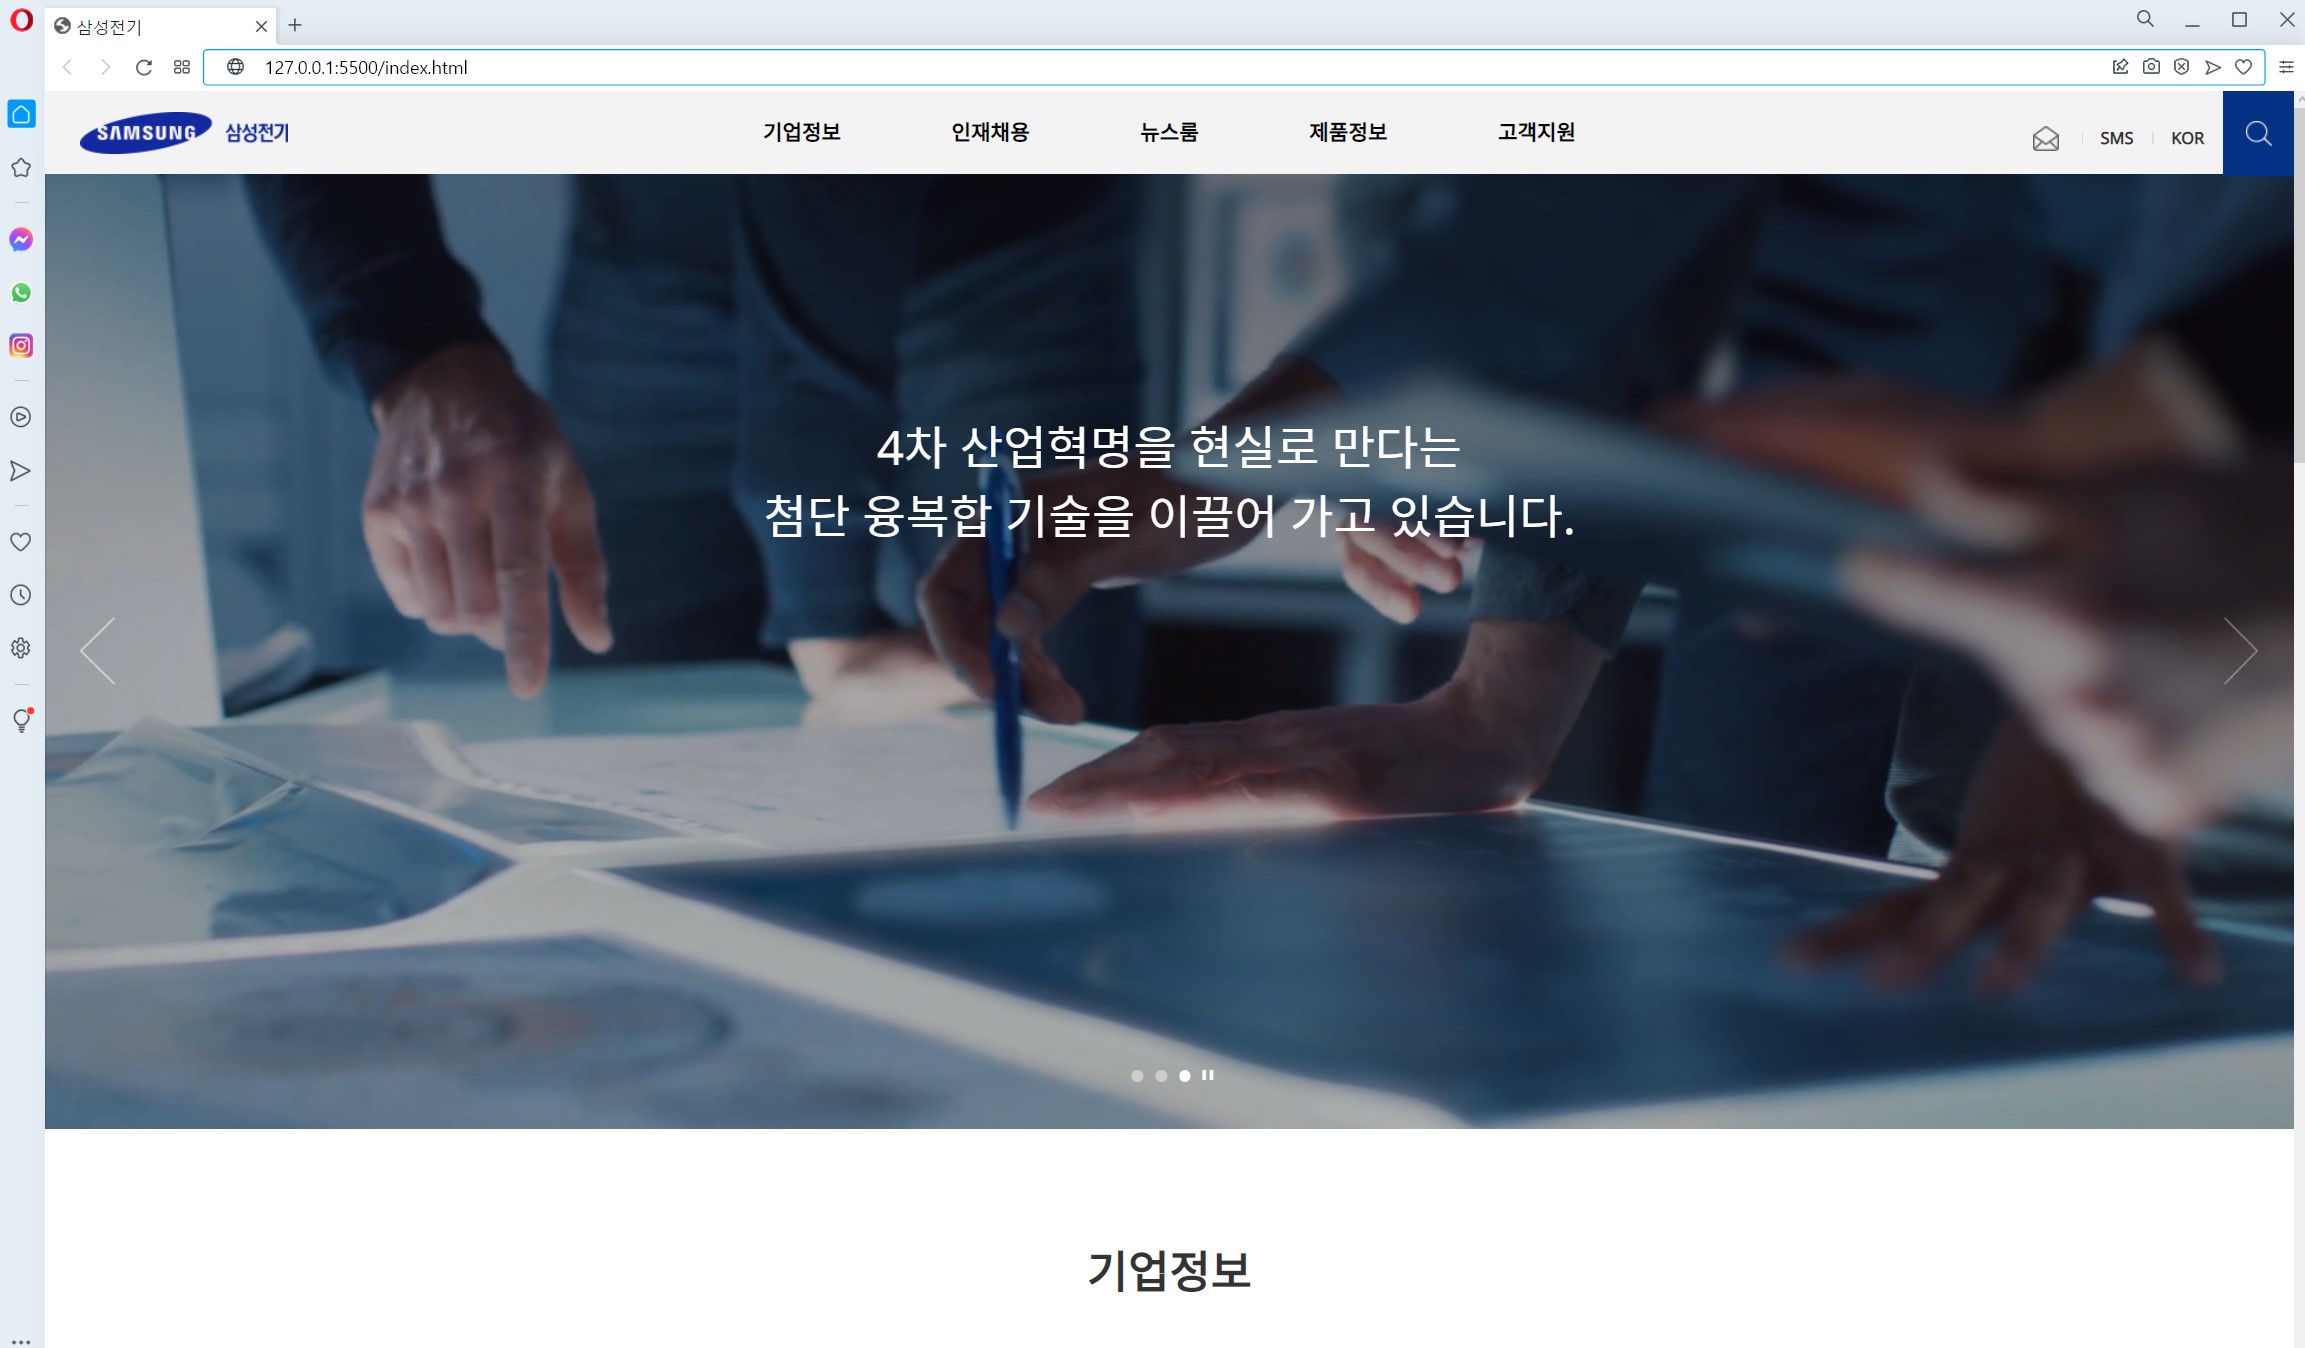 삼성전기
127.0.0.1:5500/index.html
SAMSUNG 삼성전기
기업정보 인재채용 뉴스룸 제품정보 고객지원
SMS KOR
4차 산업혁명을 현실로 만다는
첨단 융복합 기술을 이끌어 가고 있습니다.
기업정보